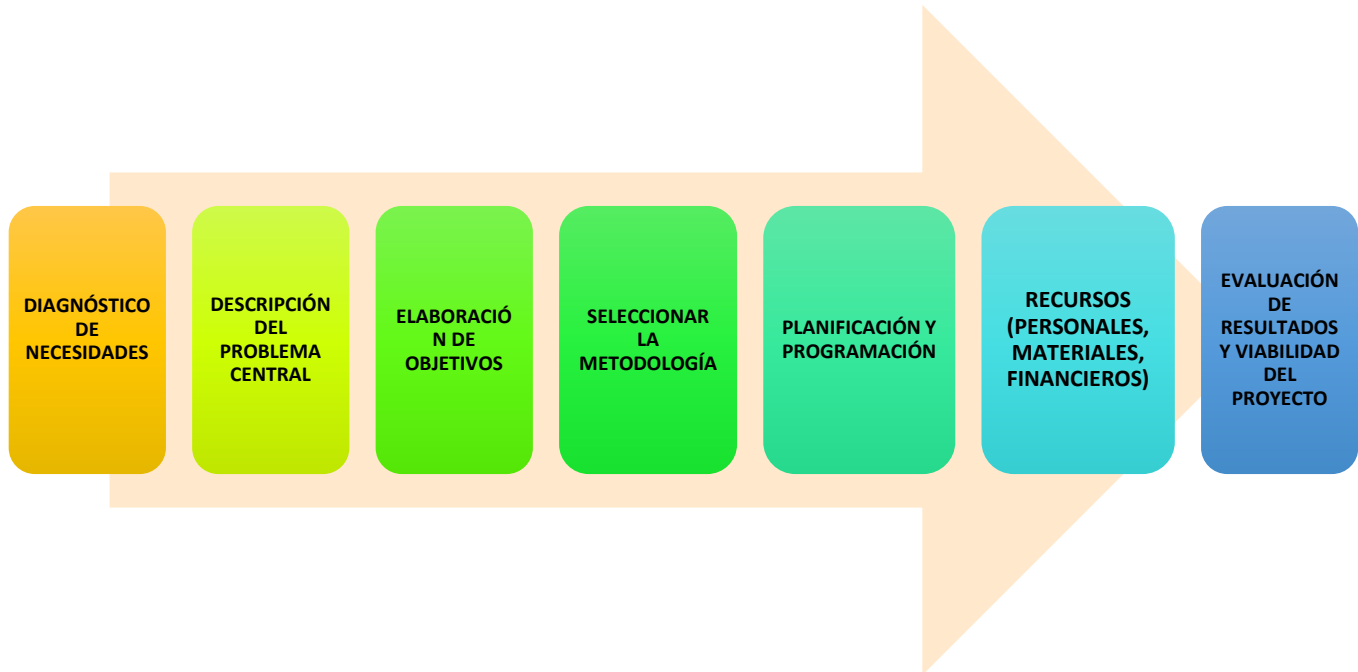 DIAGNÓSTICO
DE
NECESIDADES
DESCRIPCIÓN
DEL
PROBLEMA
CENTRAL
ELABORACIÓ
N DE
OBJETIVOS
SELECCIONAR
LA
METODOLOGÍA
PLANIFICACIÓN Y
PROGRAMACIÓN
RECURSOS
(PERSONALES,
MATERIALES,
FINANCIEROS)
EVALUACIÓN
DE
RESULTADOS
Y VIABILIDAD
DEL
PROYECTO